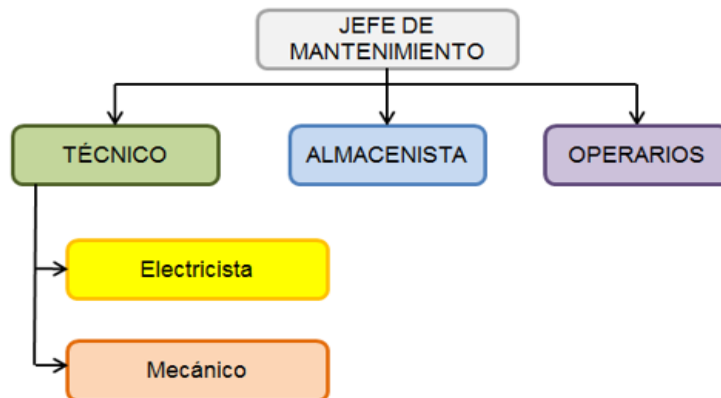 JEFE DE
MANTENIMIENTO
TÉCNICO
ALMACENISTA
OPERARIOS
Electricista
Mecánico